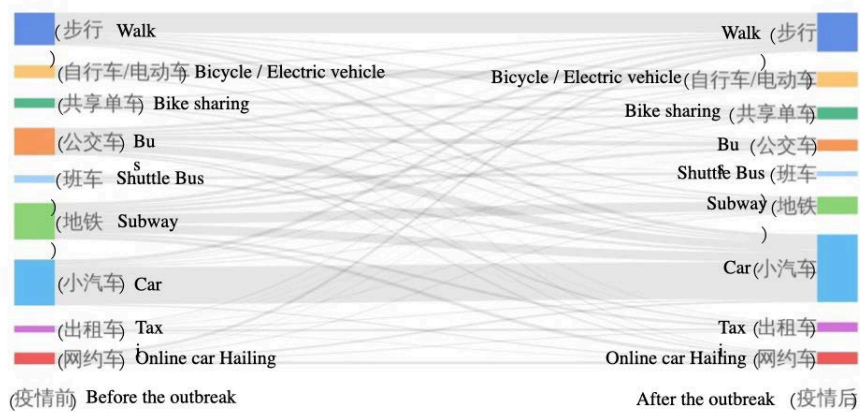 (步行) Walk
(自行车/电动车) Bicycle / Electric vehicle
(共享单车) Bike sharing
(公交车) Bus
(班车) Shuttle Bus
(地铁) Subway
(小汽车) Car
(出租车) Taxi
(网约车) Online car Hailing
(疫情前) Before the outbreak
Walk (步行)
Bicycle / Electric vehicle (自行车/电动车)
Bike sharing (共享单车)
Bus (公交车)
Shuttle Bus (班车)
Subway (地铁)
Car (小汽车)
Taxi (出租车)
Online car Hailing (网约车)
After the outbreak (疫情后)